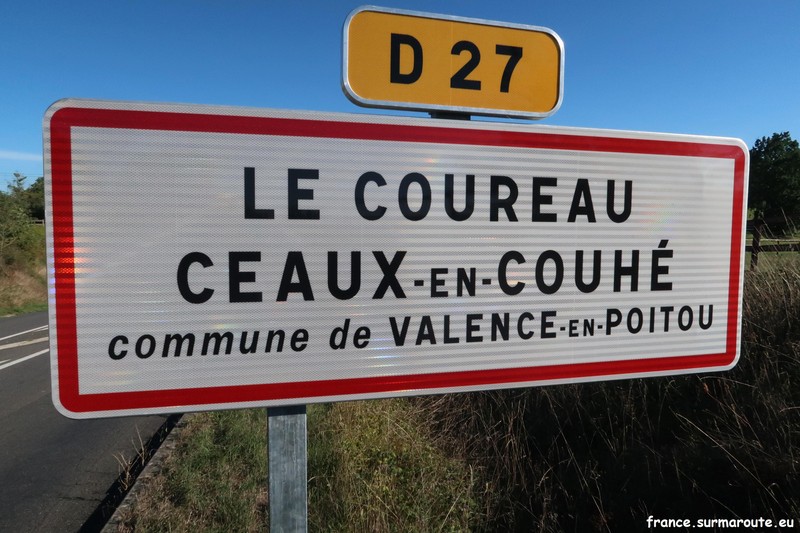 D 27
LE COUREAU
CEAUX-EN-COUHÉ
commune de VALENCE-EN-POITOU
france.surmaroute.eu